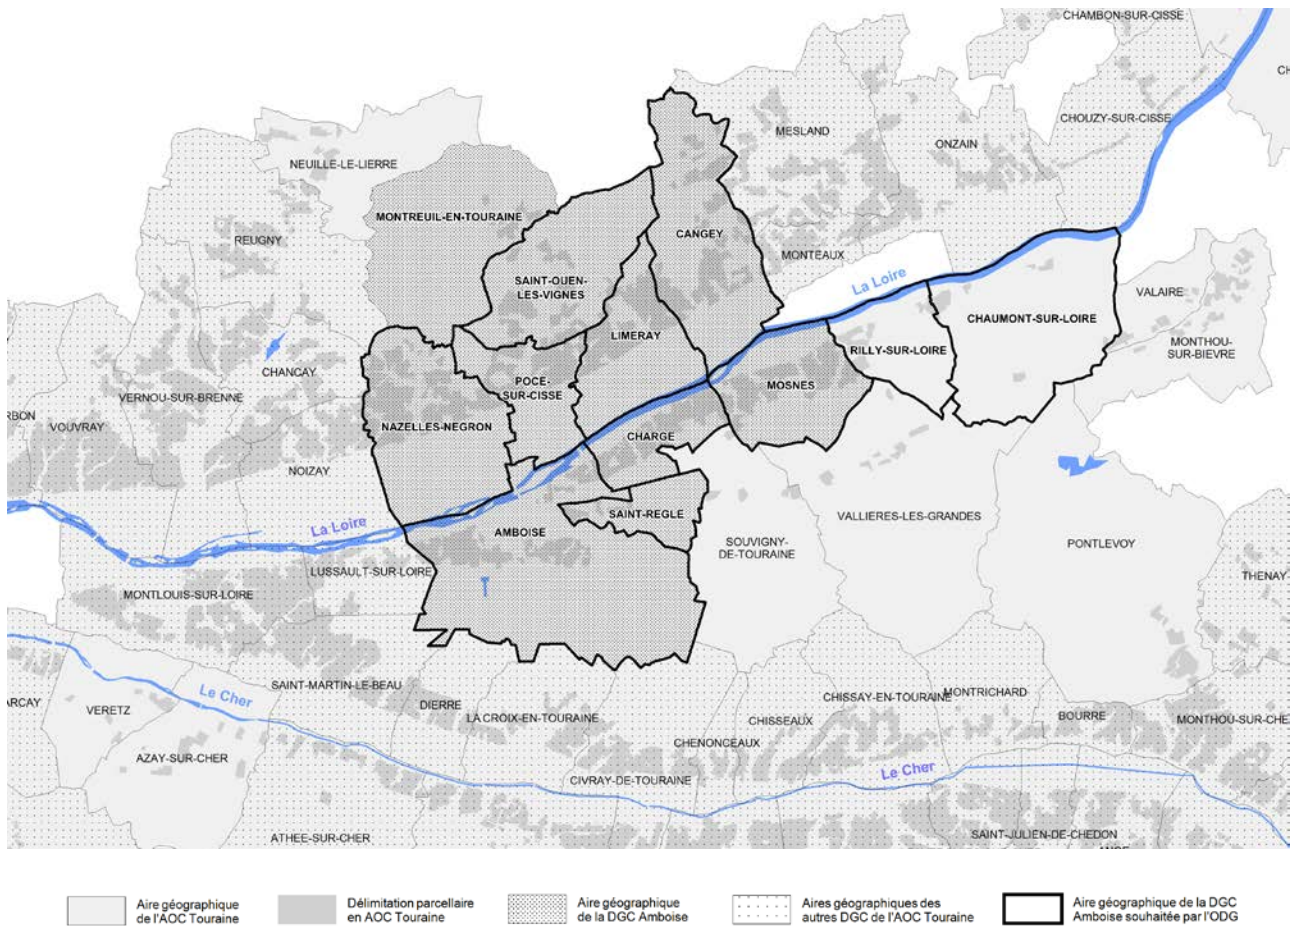 CHAMBON-SUR-CISSE
MESLAND
CHOUZY-SUR-CISSE
ONZAIN
NEUILLE-LE-LIERRE
MONTREUIL-EN-TOURAINE
REUGNY
CANGEY
MONTEAUX
SAINT-OUEN-
LES-VIGNES
La Loire
VALAIRE
CHAUMONT-SUR-LOIRE
LIMERAY
MONTHOU
SUR-BIEVRE
RILLY-SUR-LOIRE
CHANCAY
POCE-
SUR-CISSE
MOSNES
VERNOU-SUR-BRENNE
RBON
VOUVRAY
NAZELLES-NEGRON
CHARGE
NOIZAY
SAINT-REGLE
VALLIERES-LES-GRANDES
La Loire
AMBOISE
SOUVIGNY-
DE-TOURAINE
PONTLEVOY
LUSSAULT-SUR-LOIRE
THENAY-
MONTLOUIS-SUR-LOIRE
SAINT-MARTIN-LE-BEAU
Le Cher
CHISSAY-EN-TOURAINE
MONTRICHARD
ARCAY
VERETZ
DIERRE
LA CROIX-EN-TOURAINE
CHISSEAUX
BOURRE
MONTHOU-SUR-CHE
CHENONCEAUX
AZAY-SUR-CHER
Le Cher
CIVRAY-DE-TOURAINE
ATHEE-SUR-CHER
SAINT-JULIEN-DE-CHEDON
Aire géographique
de l'AOC Touraine
Délimitation parcellaire
en AOC Touraine
Aire géographique
de la DGC Amboise
Aires géographiques des
autres DGC de l'AOC Touraine
Aire géographique de la DGC
Amboise souhaitée par l'ODG